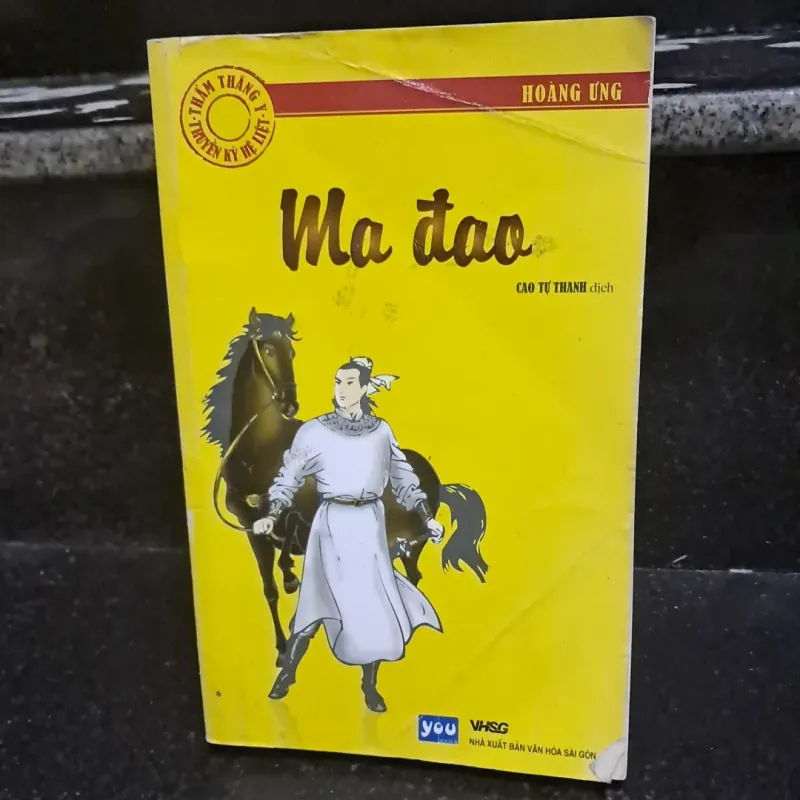 THẨM THĂNG Y
TRUYỀN KỲ HỆ LIỆT
HOÀNG ƯNG
Ma đao
CAO TỰ THANH dịch
you
books
VHSG
NHÀ XUẤT BẢN VĂN HÓA SÀI GÒN